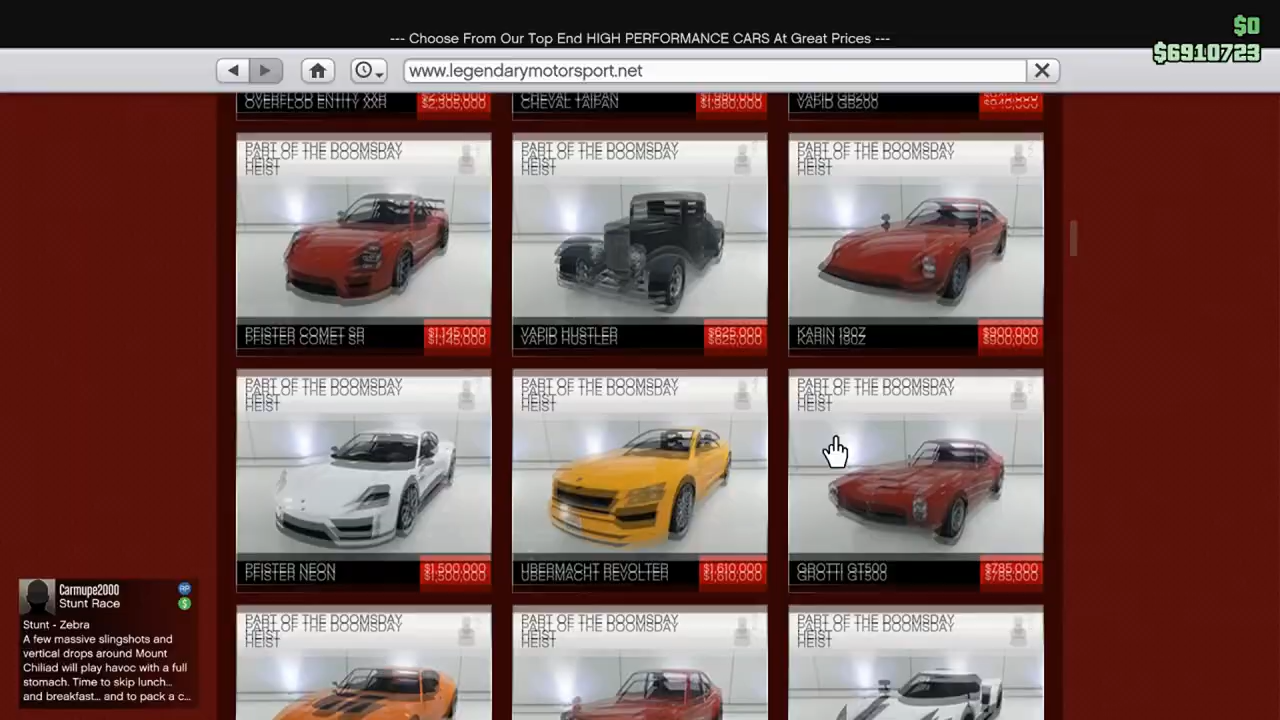 $0
--- Choose From Our Top End HIGH PERFORMANCE CARS At Great Prices ---
$6910723
www.legendarymotorsport.net
OVERFLOD ENTITY XXR $2,305,000
CHEVAL TAIPAN $1,980,000
VAPID GB200 $940,000
PART OF THE DOOMSDAY
HEIST
PART OF THE DOOMSDAY
HEIST
PART OF THE DOOMSDAY
HEIST
PFISTER COMET SR $1,145,000
VAPID HUSTLER $625,000
KARIN 190Z $900,000
PART OF THE DOOMSDAY
HEIST
PART OF THE DOOMSDAY
HEIST
PART OF THE DOOMSDAY
HEIST
PFISTER NEON $1,500,000
UBERMACHT REVOLTER $1,610,000
GROTTI GT500 $785,000
PART OF THE DOOMSDAY
HEIST
PART OF THE DOOMSDAY
HEIST
PART OF THE DOOMSDAY
HEIST
Carmupe2000 RP
Stunt Race $
Stunt - Zebra
A few massive slingshots and
vertical drops around Mount
Chiliad will play havoc with a full
stomach. Time to skip lunch...
and breakfast... and to pack a c...